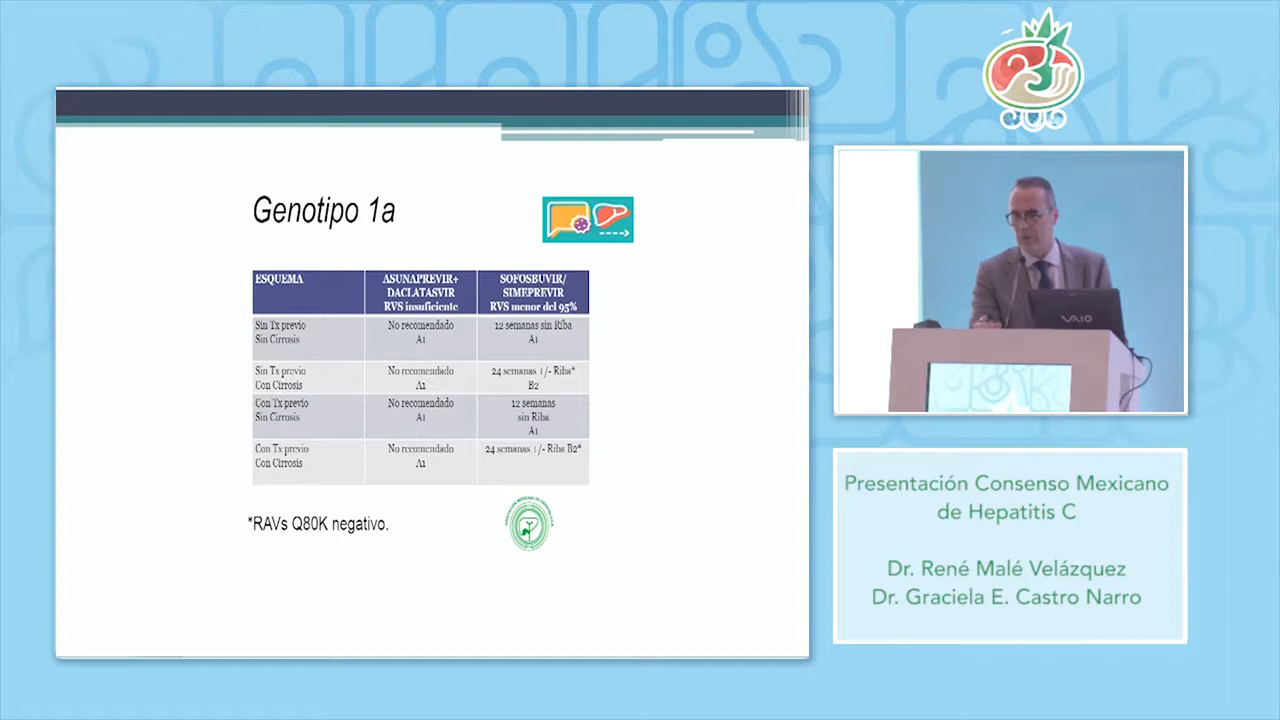 Genotipo 1a
ESQUEMA
ASUNAPREVIR+
DACLATASVIR
RVS insuficiente
SOFOSBUVIR/
SIMEPREVIR
RVS menor del 95%
Sin Tx previo
Sin Cirrosis
No recomendado
A1
12 semanas sin Riba
A1
Sin Tx previo
Con Cirrosis
No recomendado
A1
24 semanas +/- Riba*
B2
Con Tx previo
Sin Cirrosis
No recomendado
A1
12 semanas
sin Riba
A1
Con Tx previo
Con Cirrosis
No recomendado
A1
24 semanas +/- Riba B2*
*RAVs Q80K negativo.
VAIO
Presentación Consenso Mexicano
de Hepatitis C
Dr. René Malé Velázquez
Dr. Graciela E. Castro Narro